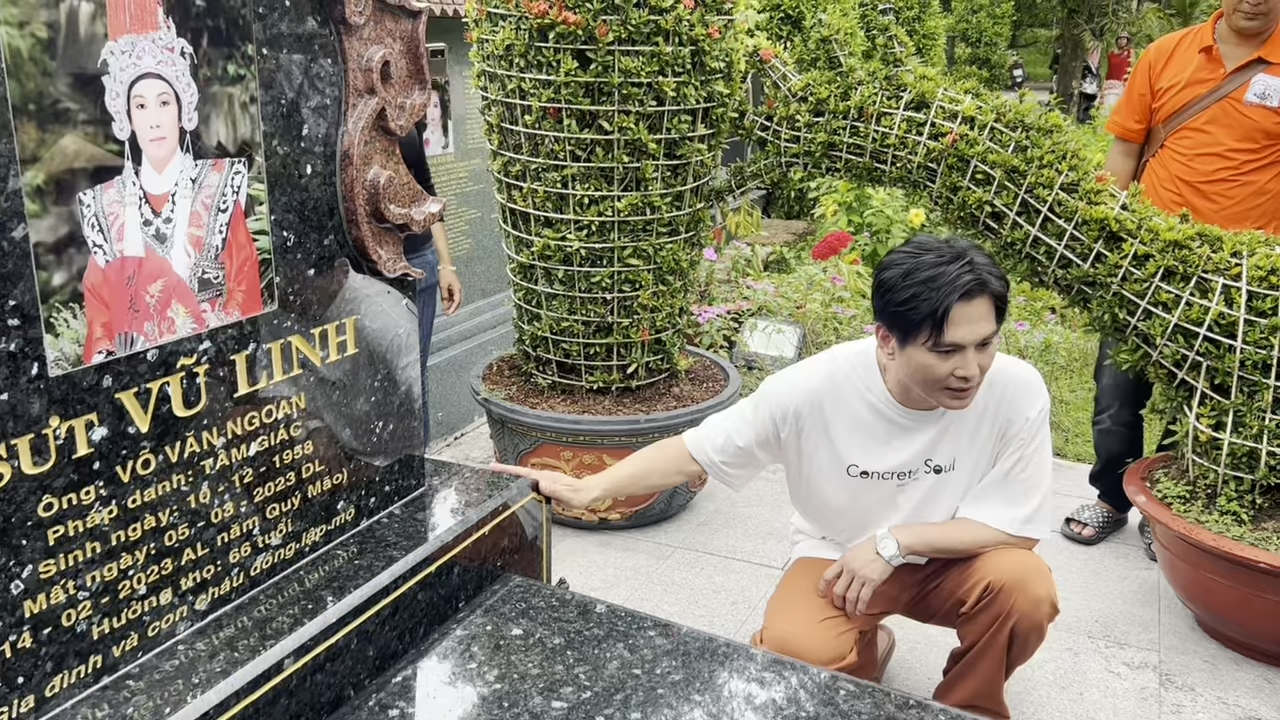 SƯT VŨ LINH
Ông: VÕ VĂN NGOAN
Pháp danh: TÂM GIÁC
Sinh ngày: 10 - 12 - 1958
Mất ngày: 05 - 03 - 2023 DL
14 - 02 - 2023 AL năm Quý Mão)
Hưởng thọ: 66 tuổi
Gia đình và con cháu đồng lập mộ
Concrete Soul